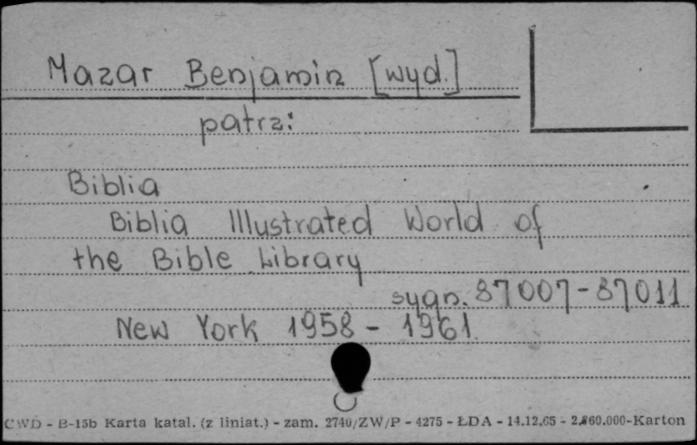 Mazar Benjamin [wyd.]
patrz:
Biblia
Biblia Illustrated World of
the Bible Library
sygn. 87007-87011
New York 1958 - 1961
CWD - B-15b Karta katal. (z liniat.) - zam. 2740/ZW/P - 4275 - ŁDA - 14.12.65 - 2.860.000-Karton